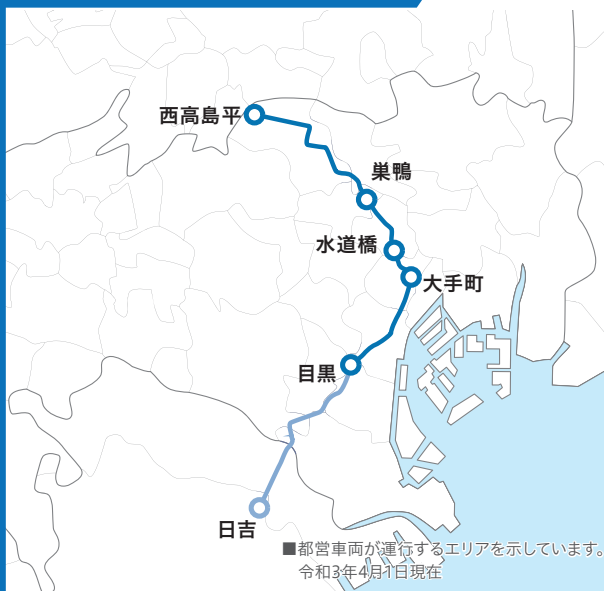 西高島平
巣鴨
水道橋
大手町
目黒
日吉
■都営車両が運行するエリアを示しています。
令和3年4月1日現在